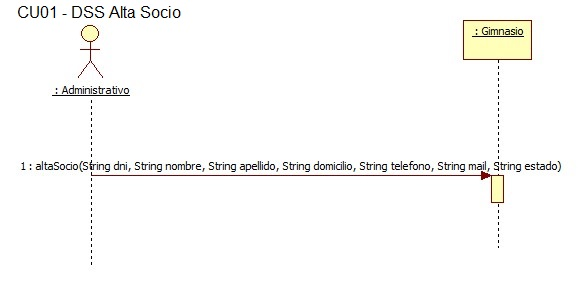 CU01 - DSS Alta Socio
: Gimnasio
: Administrativo
1 : altaSocio(String dni, String nombre, String apellido, String domicilio, String telefono, String mail, String estado)